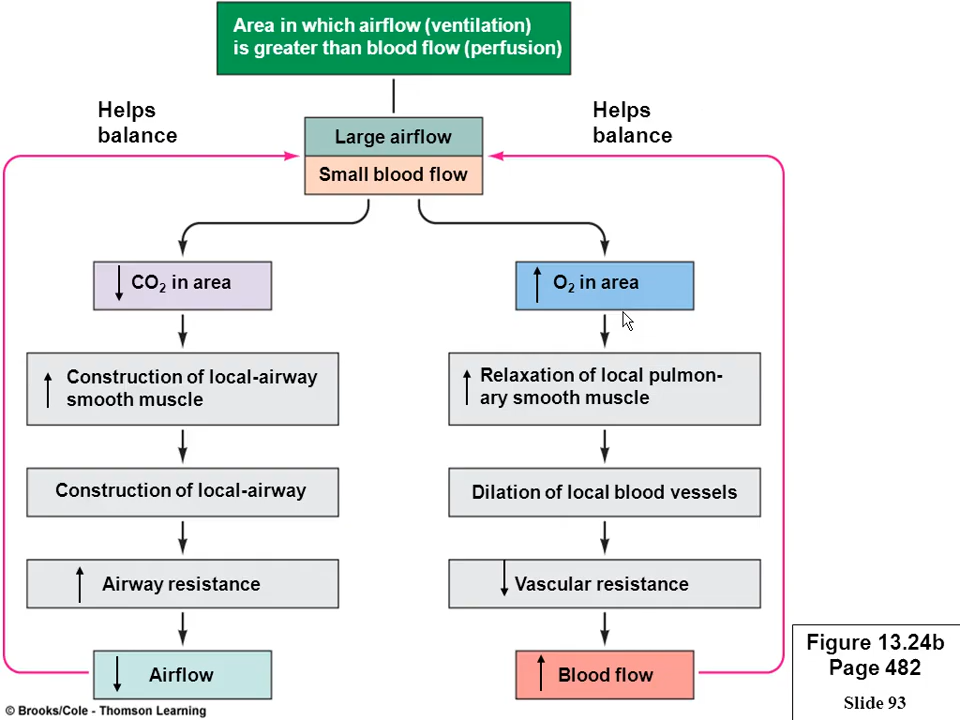 Area in which airflow (ventilation)
is greater than blood flow (perfusion)
Helps
balance
Helps
balance
Large airflow
Small blood flow
↓ CO₂ in area
↑ O₂ in area
↑ Construction of local-airway
smooth muscle
↑ Relaxation of local pulmon-
ary smooth muscle
Construction of local-airway
Dilation of local blood vessels
↑ Airway resistance
↓ Vascular resistance
↓ Airflow
↑ Blood flow
Figure 13.24b
Page 482
Slide 93
© Brooks/Cole - Thomson Learning